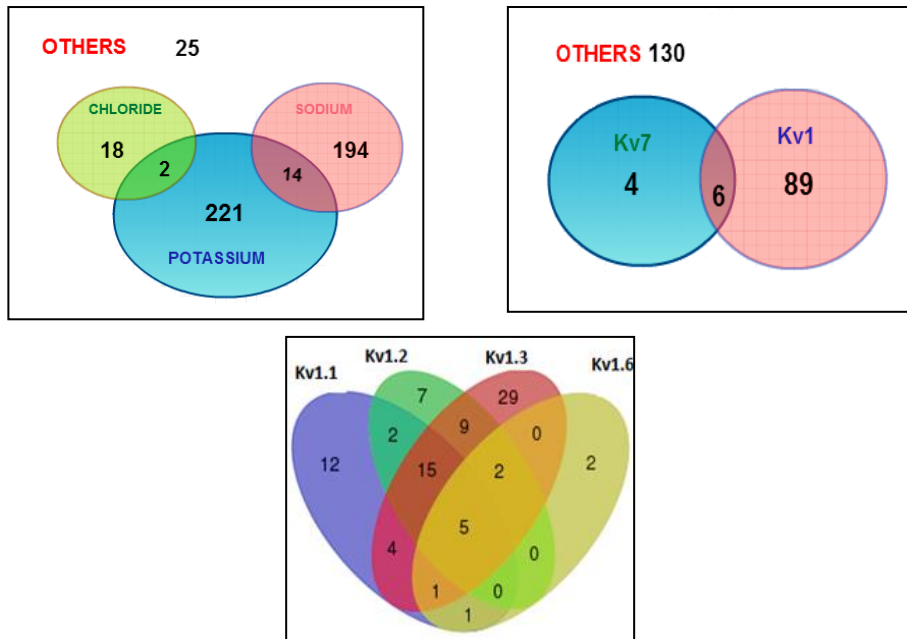 OTHERS 25
CHLORIDE
SODIUM
18
2
14
194
221
POTASSIUM
OTHERS 130
Kv7
Kv1
4
6
89
Kv1.1
Kv1.2
Kv1.3
Kv1.6
7
29
2
9
0
12
15
2
2
5
4
0
1
0
1